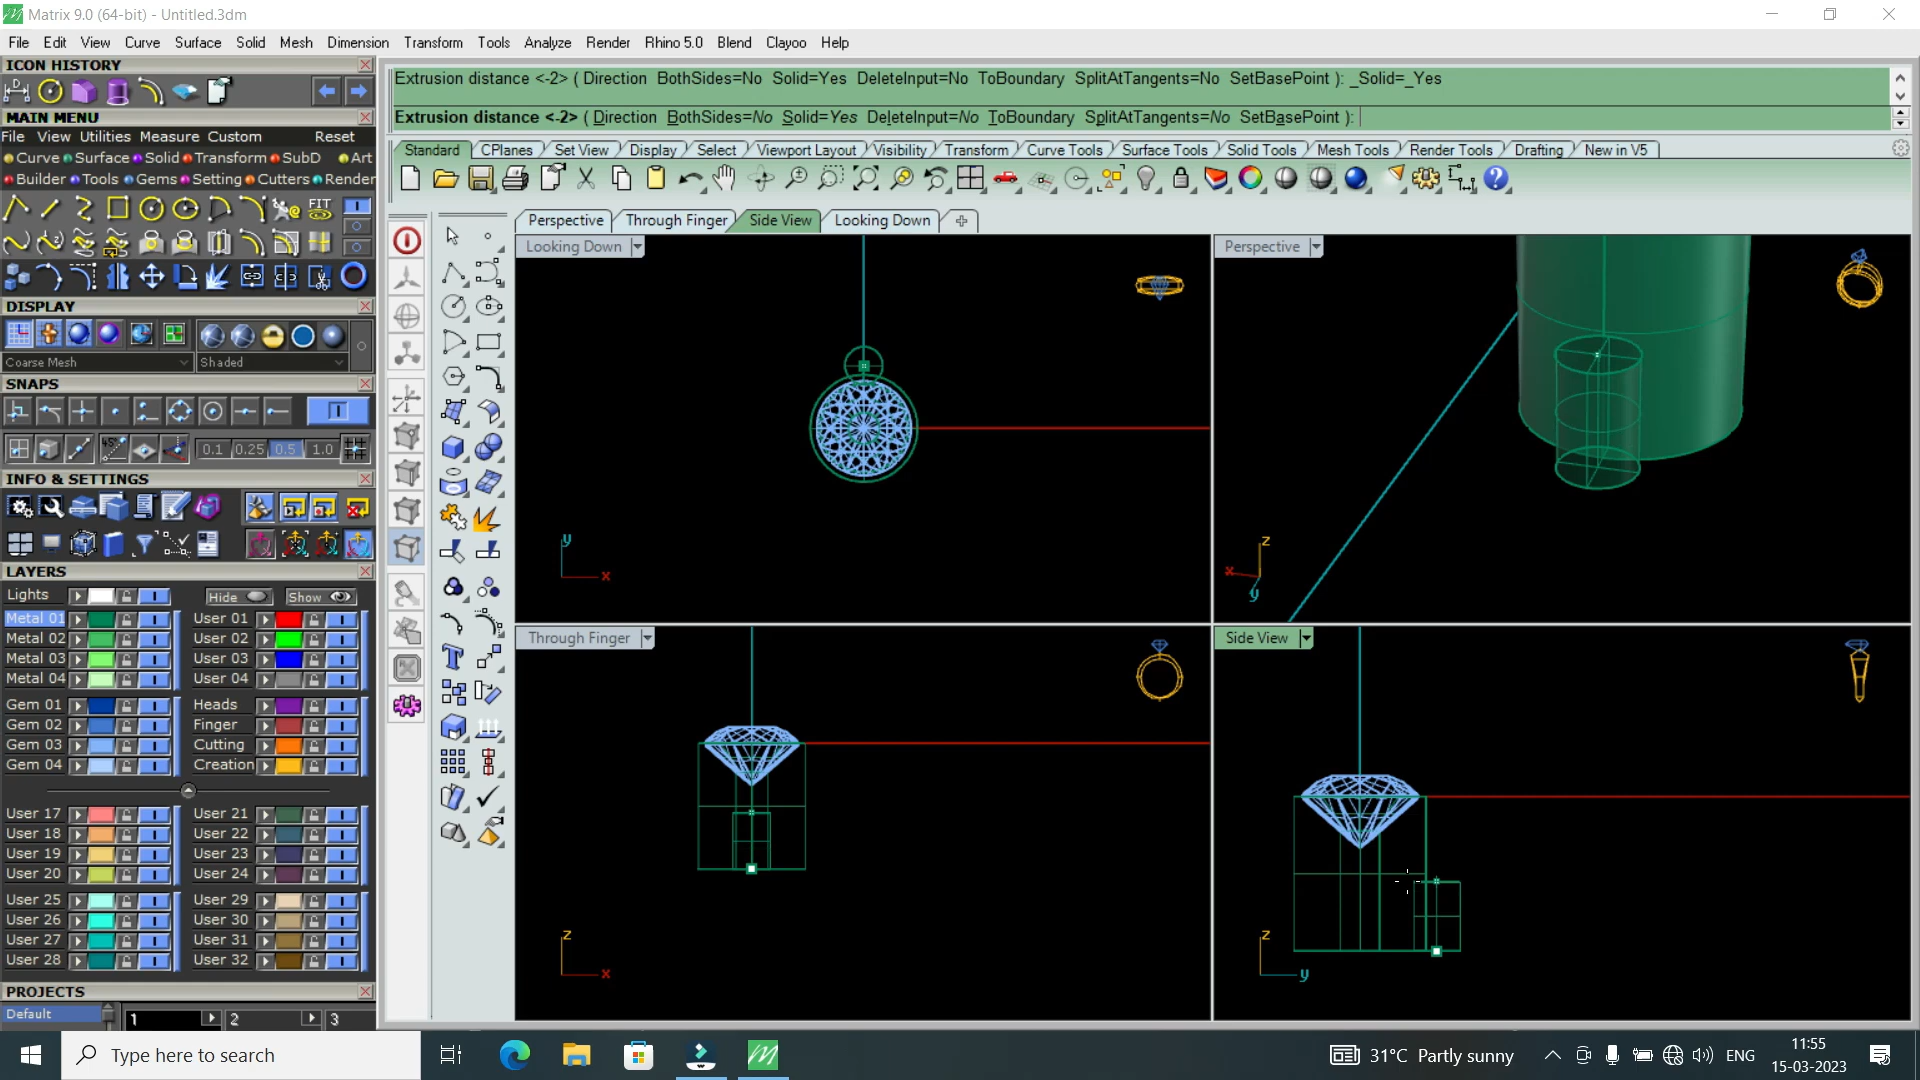 Matrix 9.0 (64-bit) - Untitled.3dm
File Edit View Curve Surface Solid Mesh Dimension Transform Tools Analyze Render Rhino 5.0 Blend Clayoo Help
ICON HISTORY
Extrusion distance <-2> ( Direction BothSides=No Solid=Yes DeleteInput=No ToBoundary SplitAtTangents=No SetBasePoint ): _Solid=_Yes
Extrusion distance <-2> ( Direction BothSides=No Solid=Yes DeleteInput=No ToBoundary SplitAtTangents=No SetBasePoint ):
MAIN MENU
File View Utilities Measure Custom Reset
Curve Surface Solid Transform SubD Art
Builder Tools Gems Setting Cutters Render
Standard CPlanes Set View Display Select Viewport Layout Visibility Transform Curve Tools Surface Tools Solid Tools Mesh Tools Render Tools Drafting New in V5
FIT
Perspective Through Finger Side View Looking Down
Looking Down
Perspective
DISPLAY
Coarse Mesh Shaded
SNAPS
0.1 0.25 0.5 1.0
INFO & SETTINGS
y
x
z
x
y
LAYERS
Lights Hide Show
Metal 01 User 01
Metal 02 User 02
Metal 03 User 03
Metal 04 User 04
Gem 01 Heads
Gem 02 Finger
Gem 03 Cutting
Gem 04 Creation
Through Finger
Side View
User 17 User 21
User 18 User 22
User 19 User 23
User 20 User 24
User 25 User 29
User 26 User 30
User 27 User 31
User 28 User 32
z
x
z
y
PROJECTS
Default 1 2 3
Type here to search
31°C Partly sunny
ENG
11:55
15-03-2023